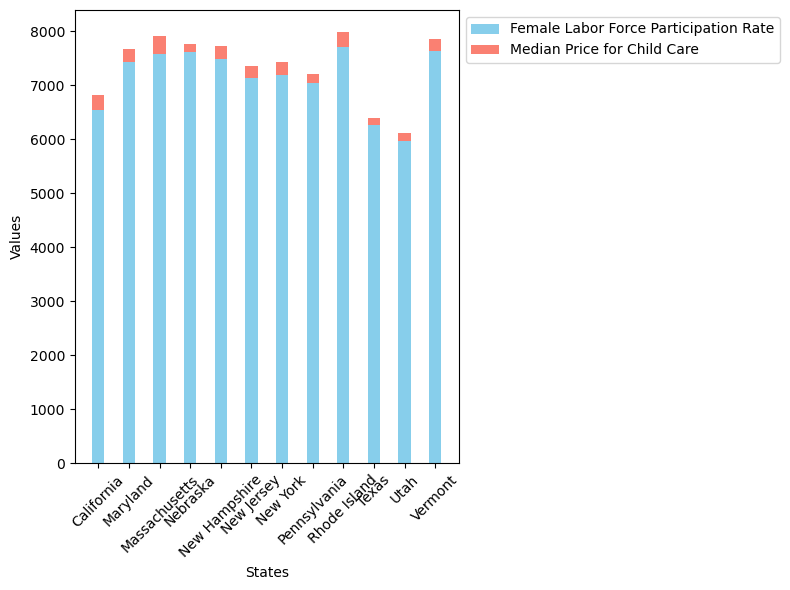 Female Labor Force Participation Rate
Median Price for Child Care
8000
7000
6000
5000
4000
3000
2000
1000
0
Values
California
Maryland
Massachusetts
Nebraska
New Hampshire
New Jersey
New York
Pennsylvania
Rhode Island
Texas
Utah
Vermont
States